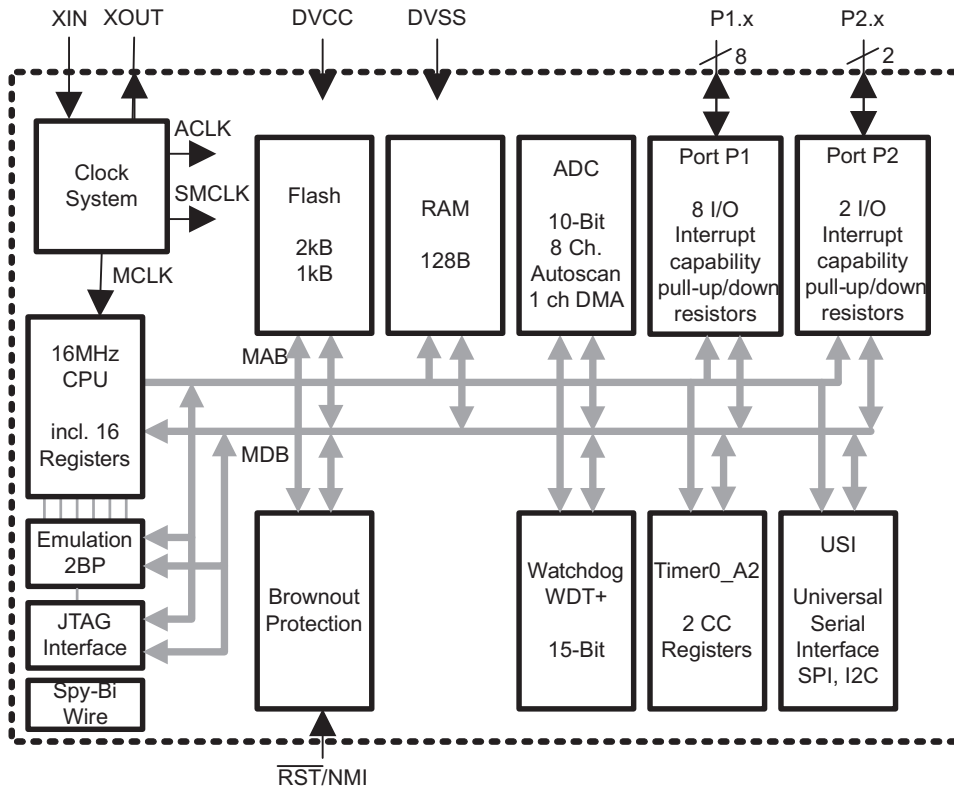 XIN XOUT DVCC DVSS P1.x P2.x
8 2
Clock
System
ACLK
SMCLK
MCLK
Flash
2kB
1kB
RAM
128B
ADC
10-Bit
8 Ch.
Autoscan
1 ch DMA
Port P1
8 I/O
Interrupt
capability
pull-up/down
resistors
Port P2
2 I/O
Interrupt
capability
pull-up/down
resistors
16MHz
CPU
incl. 16
Registers
MAB
MDB
Emulation
2BP
JTAG
Interface
Spy-Bi
Wire
Brownout
Protection
Watchdog
WDT+
15-Bit
Timer0_A2
2 CC
Registers
USI
Universal
Serial
Interface
SPI, I2C
RST/NMI